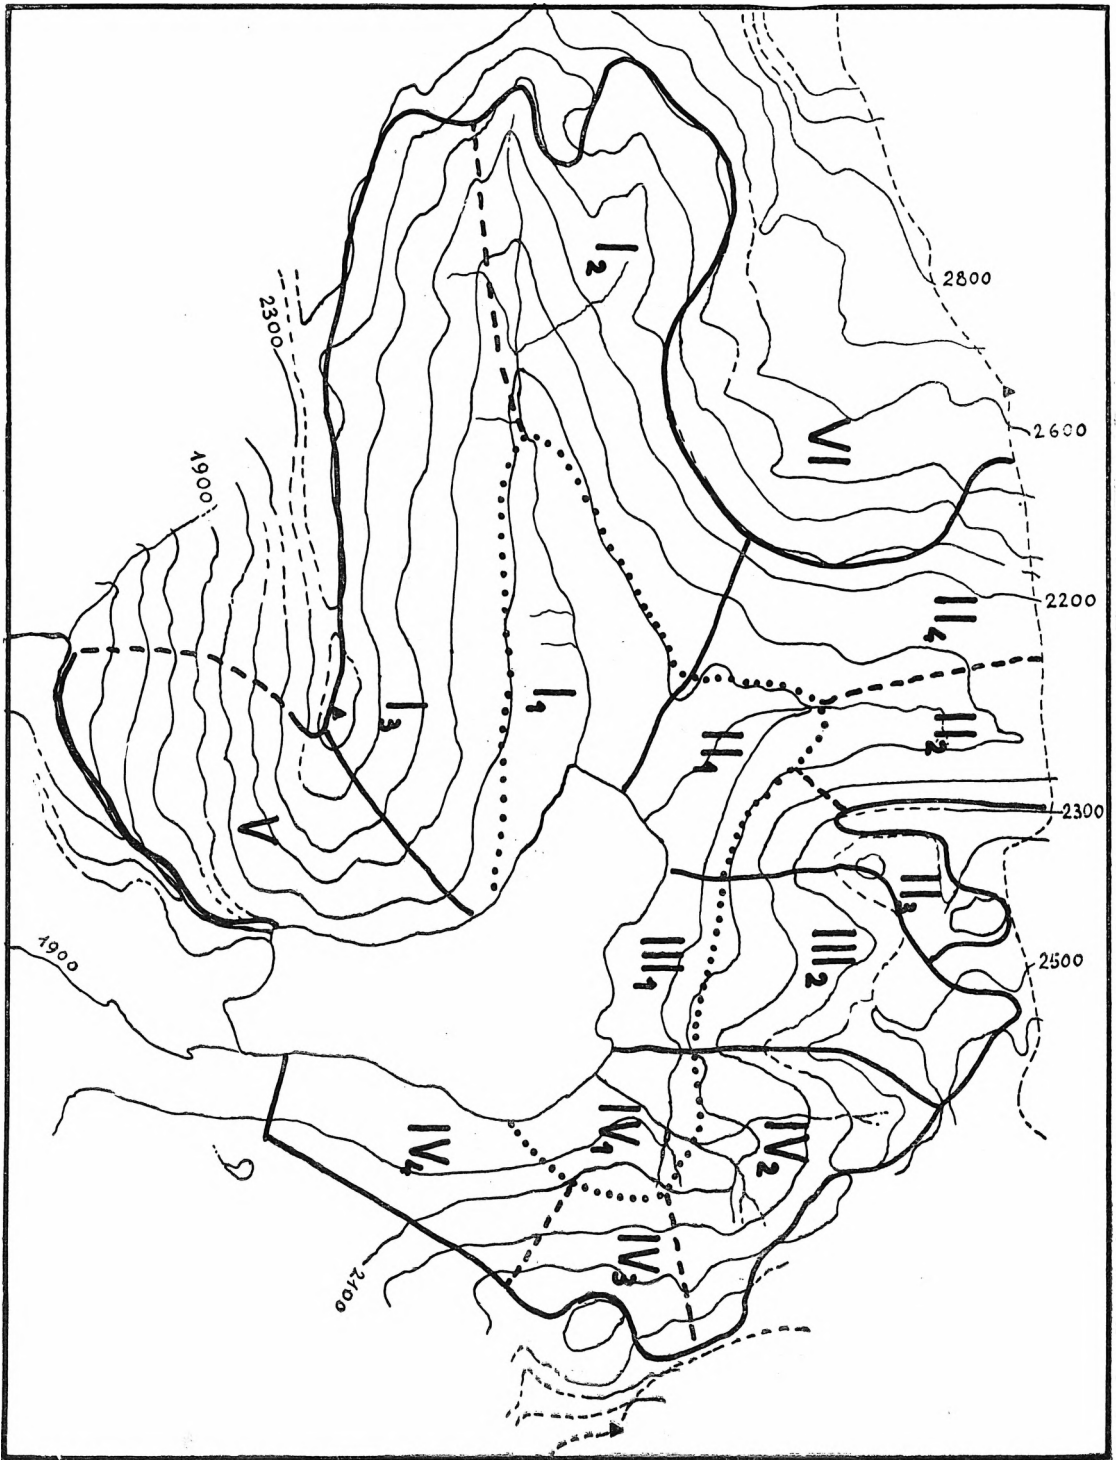 I₂
2800
2300
2600
VI
1900
2200
II₄
I₁
I₃
II₂
II₁
2300
V
II₃
III₂
III₁
1900
2500
IV₁
IV₂
IV₄
IV₃
2100